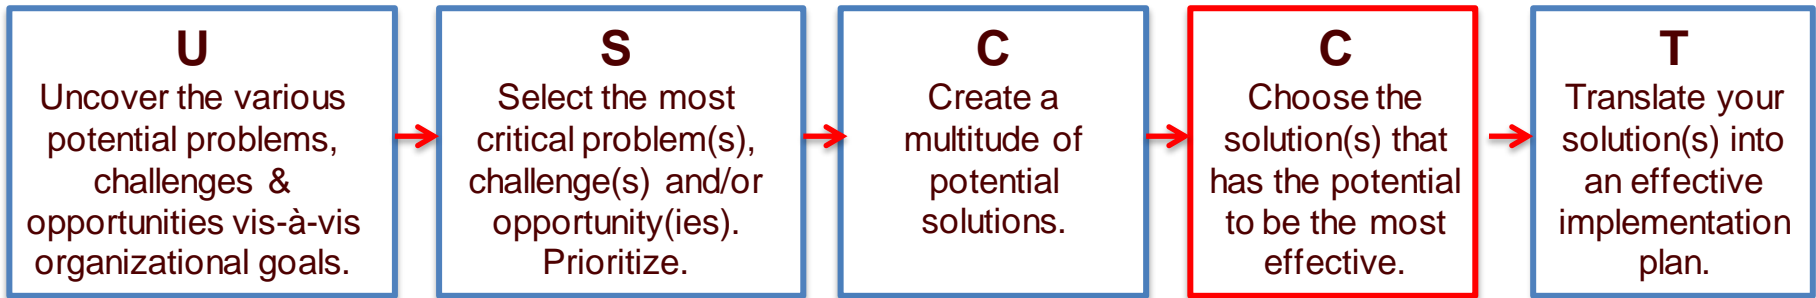 U
Uncover the various
potential problems,
challenges &
opportunities vis-à-vis
organizational goals.
S
Select the most
critical problem(s),
challenge(s) and/or
opportunity(ies).
Prioritize.
C
Create a
multitude of
potential
solutions.
C
Choose the
solution(s) that
has the potential
to be the most
effective.
T
Translate your
solution(s) into
an effective
implementation
plan.